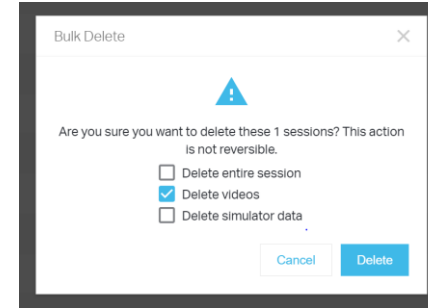 Bulk Delete
Are you sure you want to delete these 1 sessions? This action
is not reversible.
Delete entire session
Delete videos
Delete simulator data
Cancel Delete